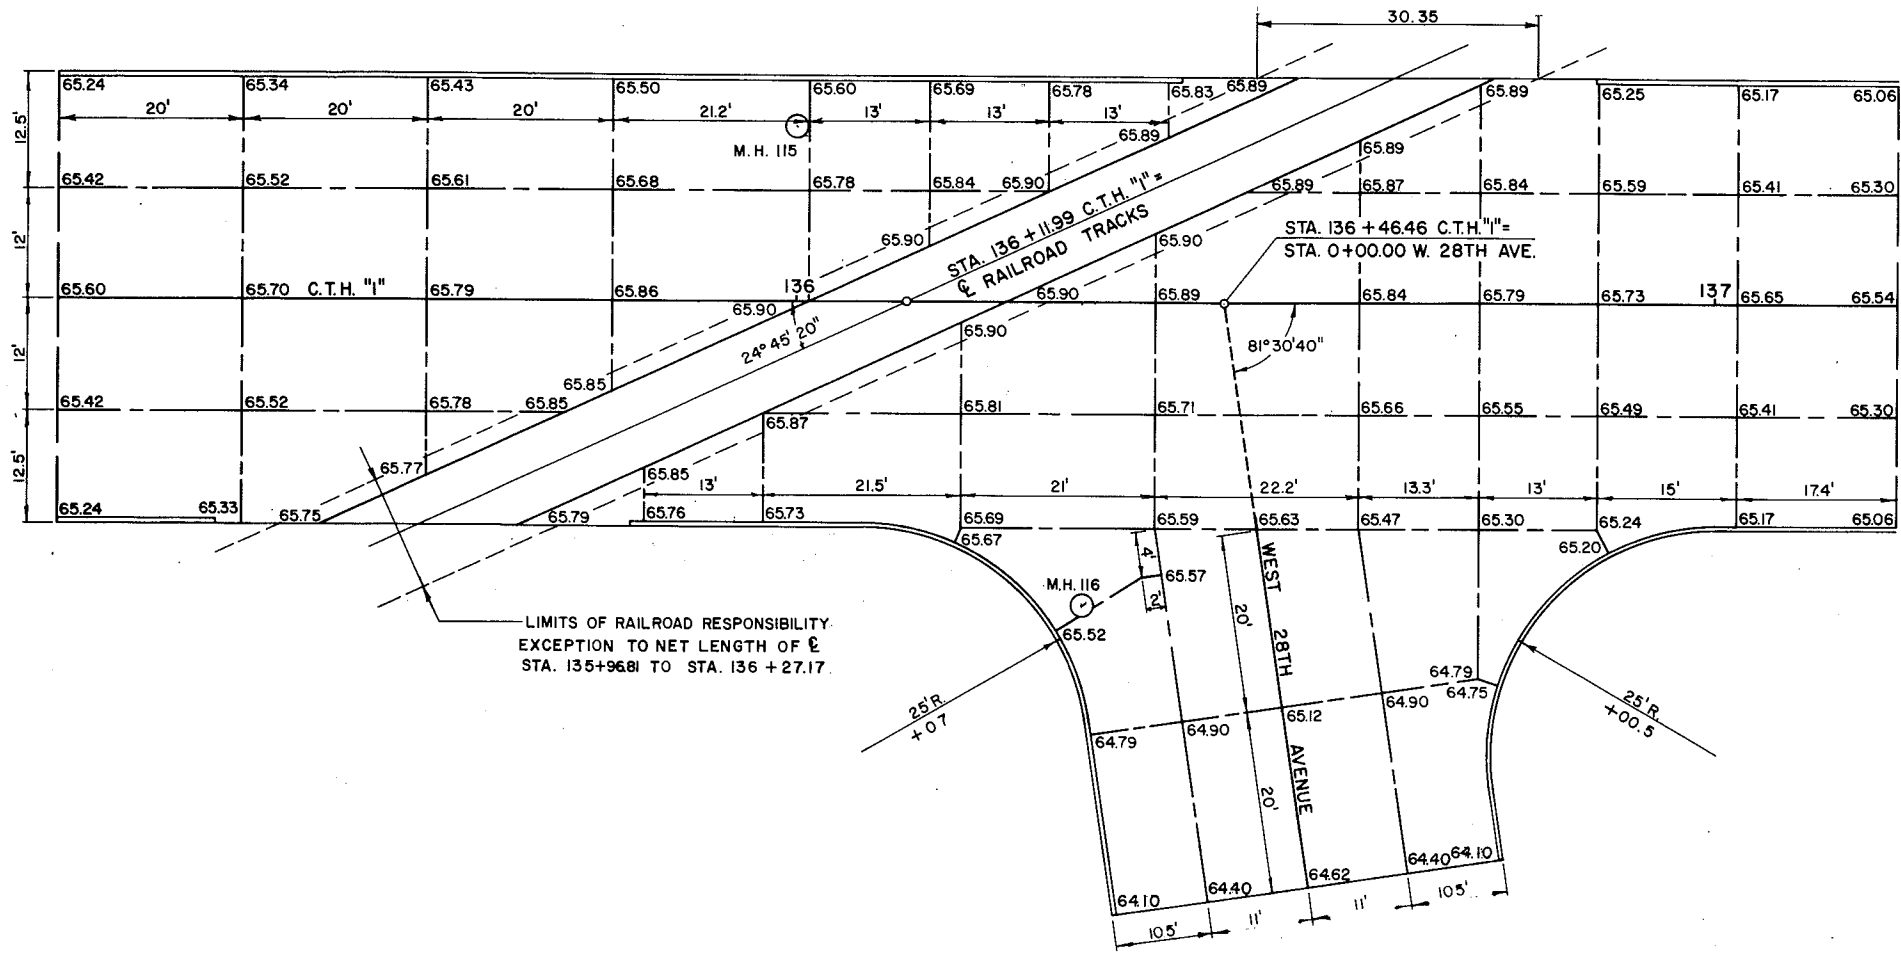 30.35
65.24 65.34 65.43 65.50 65.60 65.69 65.78 65.83 65.89 65.89 65.25 65.17 65.06
20' 20' 20' 21.2' 13' 13' 13'
12.5'
M.H. 115
65.89 65.89
65.42 65.52 65.61 65.68 65.78 65.84 65.90 65.89 65.87 65.84 65.59 65.41 65.30
12'
STA. 136 + 11.99 C.T.H. "I" =
℄ RAILROAD TRACKS
STA. 136 + 46.46 C.T.H. "I"=
STA. 0+00.00 W. 28TH AVE.
65.90 65.90
65.60 65.70 C.T.H. "I" 65.79 65.86 136 65.90 65.89 65.84 65.79 65.73 137 65.65 65.54
65.90 65.90
24° 45' 20"
81°30'40"
12'
65.85
65.42 65.52 65.78 65.85 65.87 65.81 65.71 65.66 65.55 65.49 65.41 65.30
12.5'
65.77 65.85
13' 21.5' 21' 22.2' 13.3' 13' 15' 17.4'
65.24 65.33 65.75 65.79 65.76 65.73 65.69 65.59 65.63 65.47 65.30 65.24 65.17 65.06
65.67 65.20
4'
M.H. 116 65.57
2'
65.52
LIMITS OF RAILROAD RESPONSIBILITY
EXCEPTION TO NET LENGTH OF ℄
STA. 135+96.81 TO STA. 136 + 27.17
WEST 28TH AVENUE
20'
25'R.
+07
25'R.
+00.5
64.79 64.75
64.79 64.90 65.12 64.90
20'
64.10 64.40 64.62 64.40 64.10
10.5' 11' 11' 10.5'